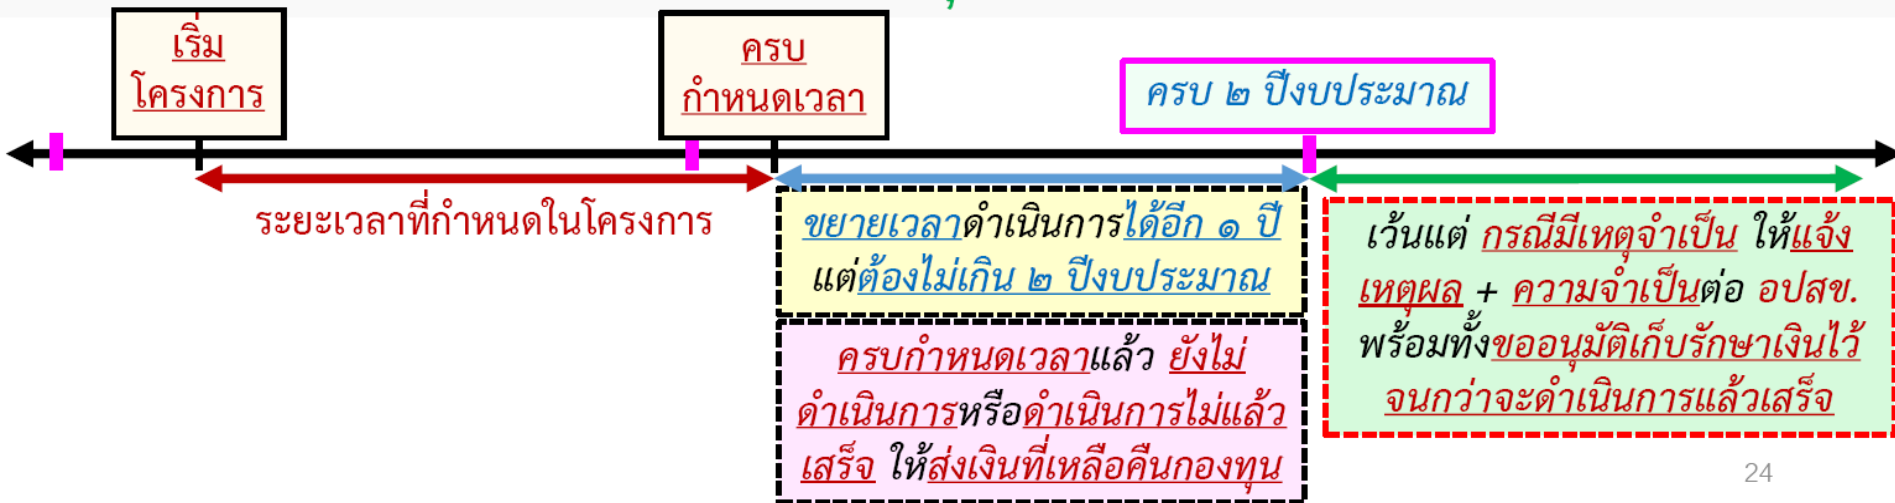 เริ่ม
โครงการ
ครบ
กำหนดเวลา
ครบ ๒ ปีงบประมาณ
ระยะเวลาที่กำหนดในโครงการ
ขยายเวลาดำเนินการได้อีก ๑ ปี
แต่ต้องไม่เกิน ๒ ปีงบประมาณ
ครบกำหนดเวลาแล้ว ยังไม่
ดำเนินการหรือดำเนินการไม่แล้ว
เสร็จ ให้ส่งเงินที่เหลือคืนกองทุน
เว้นแต่ กรณีมีเหตุจำเป็น ให้แจ้ง
เหตุผล + ความจำเป็นต่อ อปสข.
พร้อมทั้งขออนุมัติเก็บรักษาเงินไว้
จนกว่าจะดำเนินการแล้วเสร็จ
24